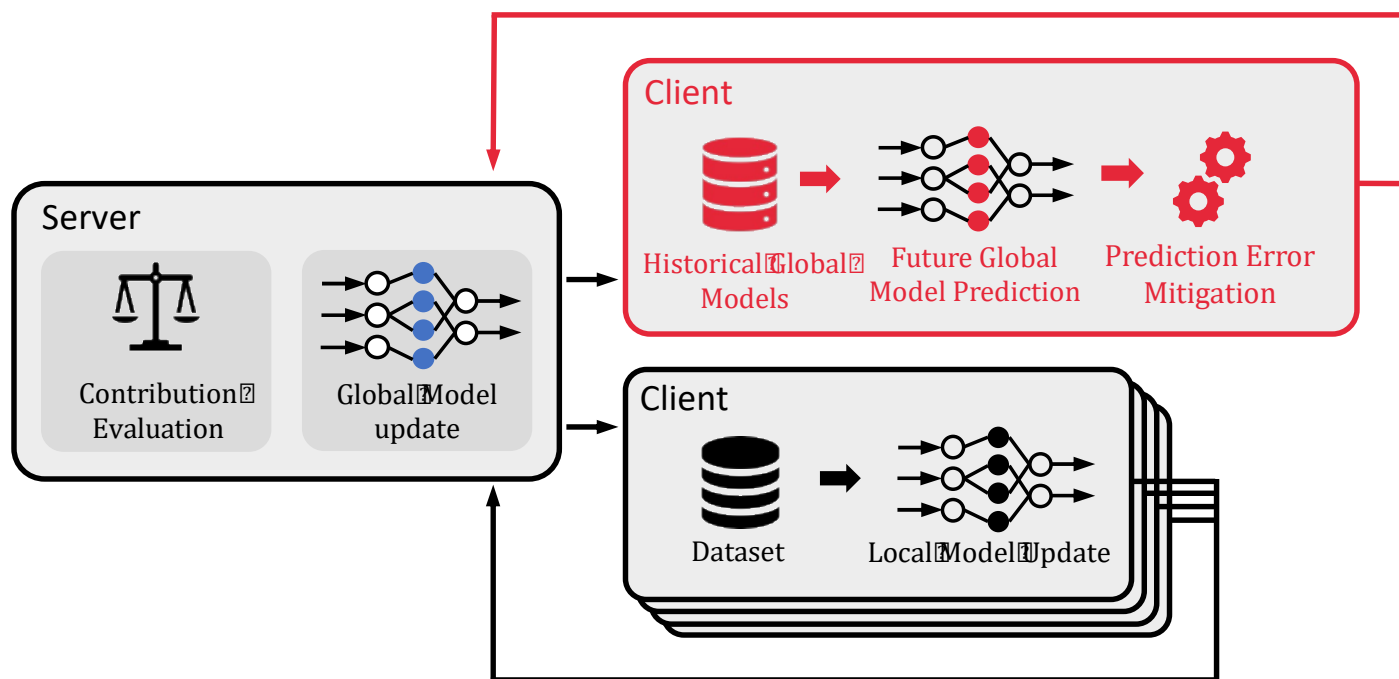 Client
Historical Global
Models
Future Global
Model Prediction
Prediction Error
Mitigation
Server
Contribution
Evaluation
Global Model
update
Client
Dataset
Local Model Update